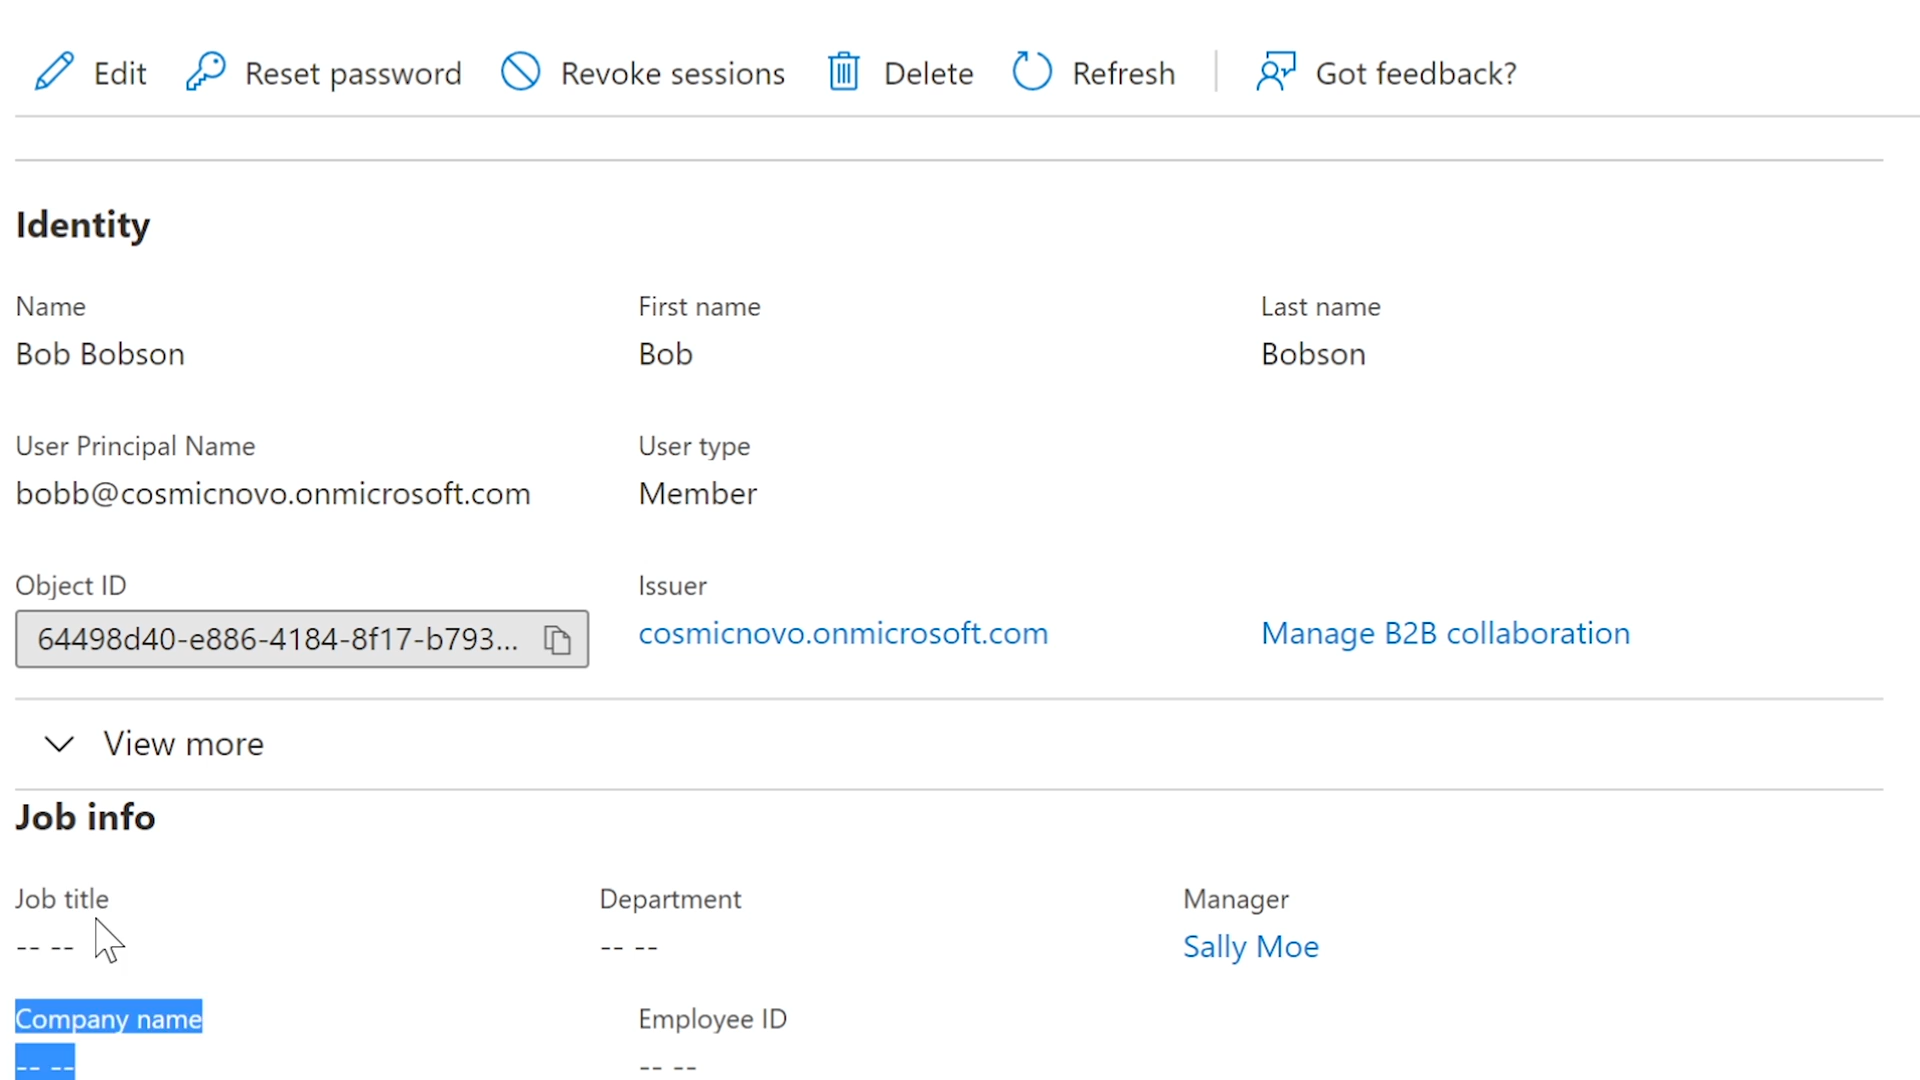 Edit Reset password Revoke sessions Delete Refresh Got feedback?
Identity
Name First name Last name
Bob Bobson Bob Bobson
User Principal Name User type
bobb@cosmicnovo.onmicrosoft.com Member
Object ID Issuer
64498d40-e886-4184-8f17-b793... cosmicnovo.onmicrosoft.com Manage B2B collaboration
View more
Job info
Job title Department Manager
-- -- -- -- Sally Moe
Company name Employee ID
-- -- -- --